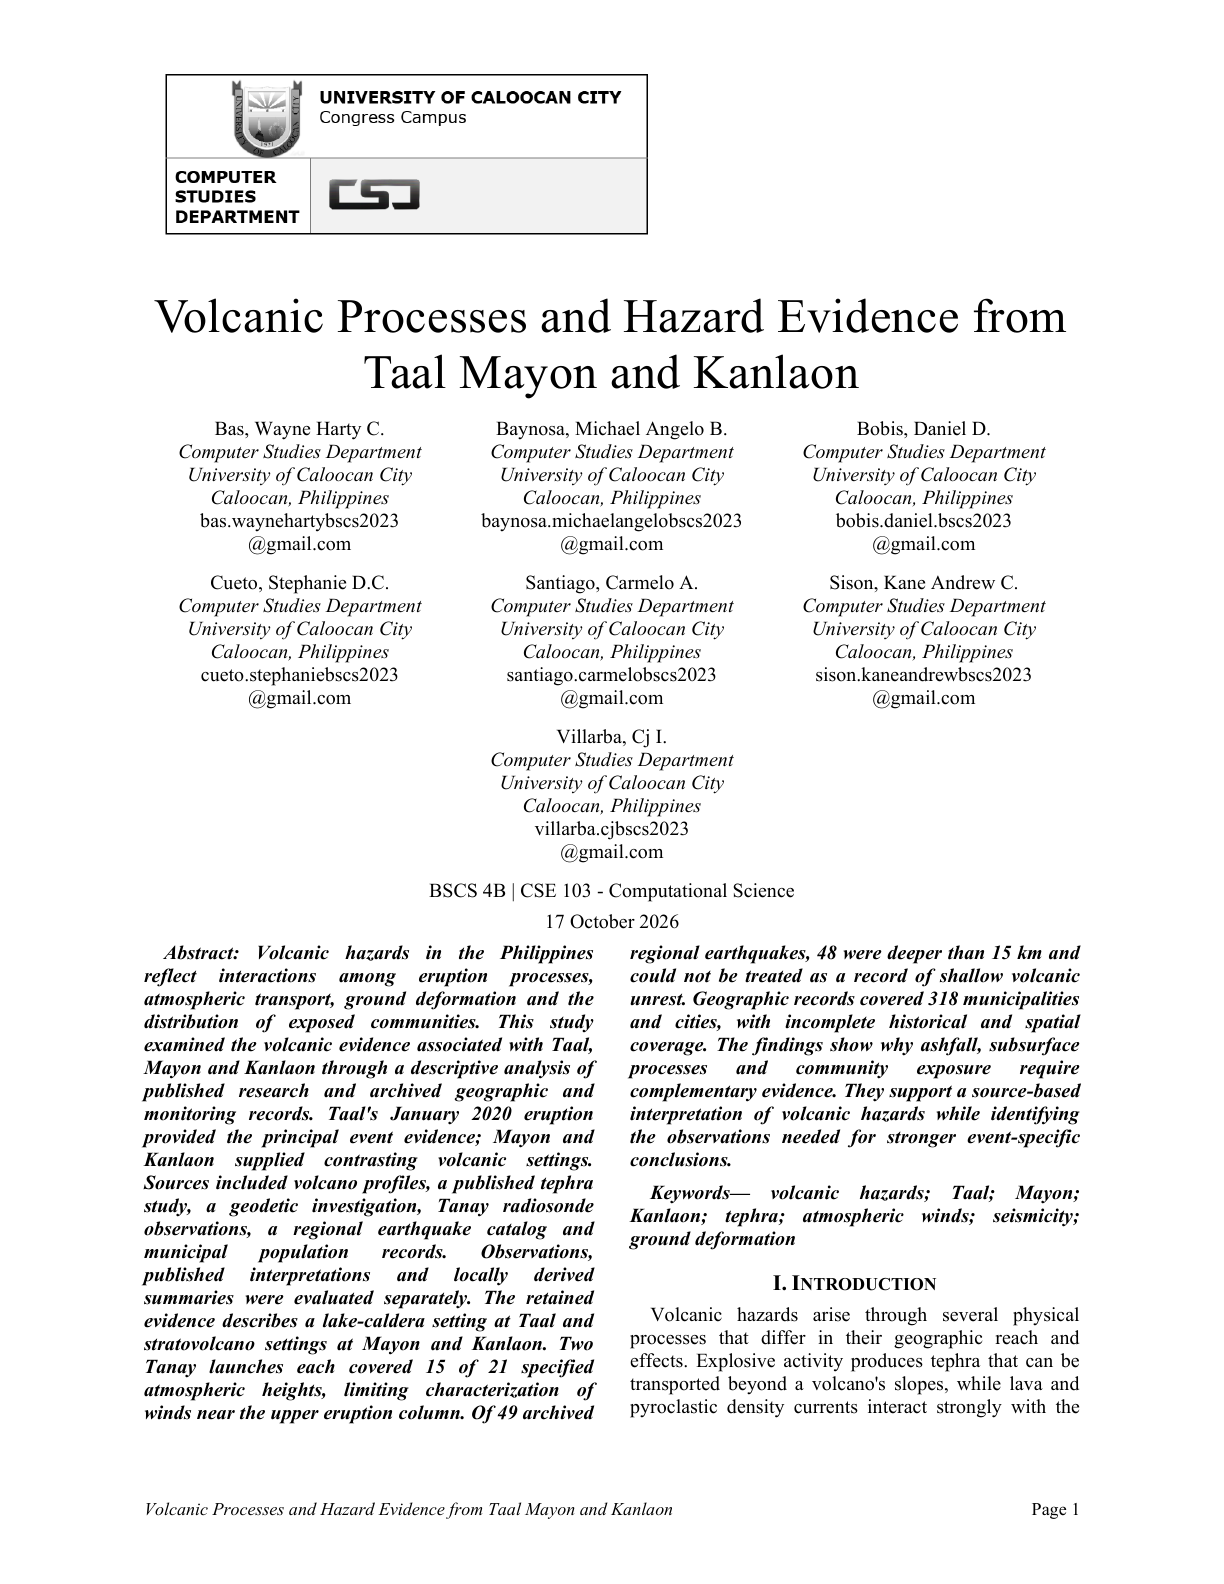 UNIVERSITY OF CALOOCAN CITY
Congress Campus
COMPUTER
STUDIES
DEPARTMENT
CSD
Volcanic Processes and Hazard Evidence from
Taal Mayon and Kanlaon
Bas, Wayne Harty C.
Computer Studies Department
University of Caloocan City
Caloocan, Philippines
bas.waynehartybscs2023
@gmail.com
Baynosa, Michael Angelo B.
Computer Studies Department
University of Caloocan City
Caloocan, Philippines
baynosa.michaelangelobscs2023
@gmail.com
Bobis, Daniel D.
Computer Studies Department
University of Caloocan City
Caloocan, Philippines
bobis.daniel.bscs2023
@gmail.com
Cueto, Stephanie D.C.
Computer Studies Department
University of Caloocan City
Caloocan, Philippines
cueto.stephaniebscs2023
@gmail.com
Santiago, Carmelo A.
Computer Studies Department
University of Caloocan City
Caloocan, Philippines
santiago.carmelobscs2023
@gmail.com
Sison, Kane Andrew C.
Computer Studies Department
University of Caloocan City
Caloocan, Philippines
sison.kaneandrewbscs2023
@gmail.com
Villarba, Cj I.
Computer Studies Department
University of Caloocan City
Caloocan, Philippines
villarba.cjbscs2023
@gmail.com
BSCS 4B | CSE 103 - Computational Science
17 October 2026
Abstract: Volcanic hazards in the Philippines
reflect interactions among eruption processes,
atmospheric transport, ground deformation and the
distribution of exposed communities. This study
examined the volcanic evidence associated with Taal,
Mayon and Kanlaon through a descriptive analysis of
published research and archived geographic and
monitoring records. Taal's January 2020 eruption
provided the principal event evidence; Mayon and
Kanlaon supplied contrasting volcanic settings.
Sources included volcano profiles, a published tephra
study, a geodetic investigation, Tanay radiosonde
observations, a regional earthquake catalog and
municipal population records. Observations,
published interpretations and locally derived
summaries were evaluated separately. The retained
evidence describes a lake-caldera setting at Taal and
stratovolcano settings at Mayon and Kanlaon. Two
Tanay launches each covered 15 of 21 specified
atmospheric heights, limiting characterization of
winds near the upper eruption column. Of 49 archived
regional earthquakes, 48 were deeper than 15 km and
could not be treated as a record of shallow volcanic
unrest. Geographic records covered 318 municipalities
and cities, with incomplete historical and spatial
coverage. The findings show why ashfall, subsurface
processes and community exposure require
complementary evidence. They support a source-based
interpretation of volcanic hazards while identifying
the observations needed for stronger event-specific
conclusions.
Keywords— volcanic hazards; Taal; Mayon;
Kanlaon; tephra; atmospheric winds; seismicity;
ground deformation
I. INTRODUCTION
Volcanic hazards arise through several physical
processes that differ in their geographic reach and
effects. Explosive activity produces tephra that can be
transported beyond a volcano's slopes, while lava and
pyroclastic density currents interact strongly with the
Volcanic Processes and Hazard Evidence from Taal Mayon and Kanlaon
Page 1